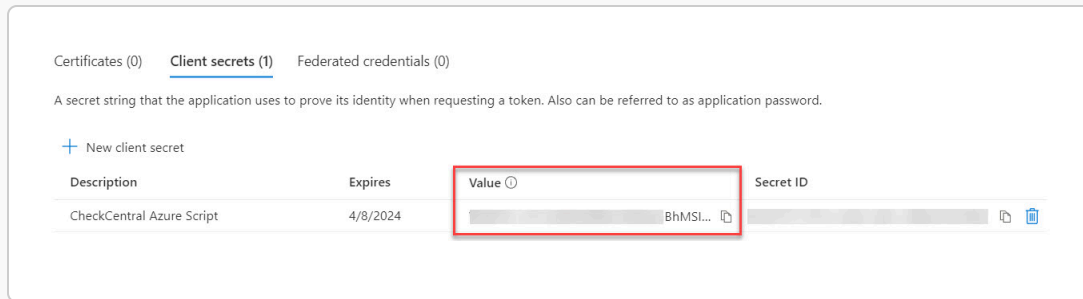 Certificates (0) Client secrets (1) Federated credentials (0)
A secret string that the application uses to prove its identity when requesting a token. Also can be referred to as application password.
New client secret
Description Expires Value Secret ID
CheckCentral Azure Script 4/8/2024 BhMSI...